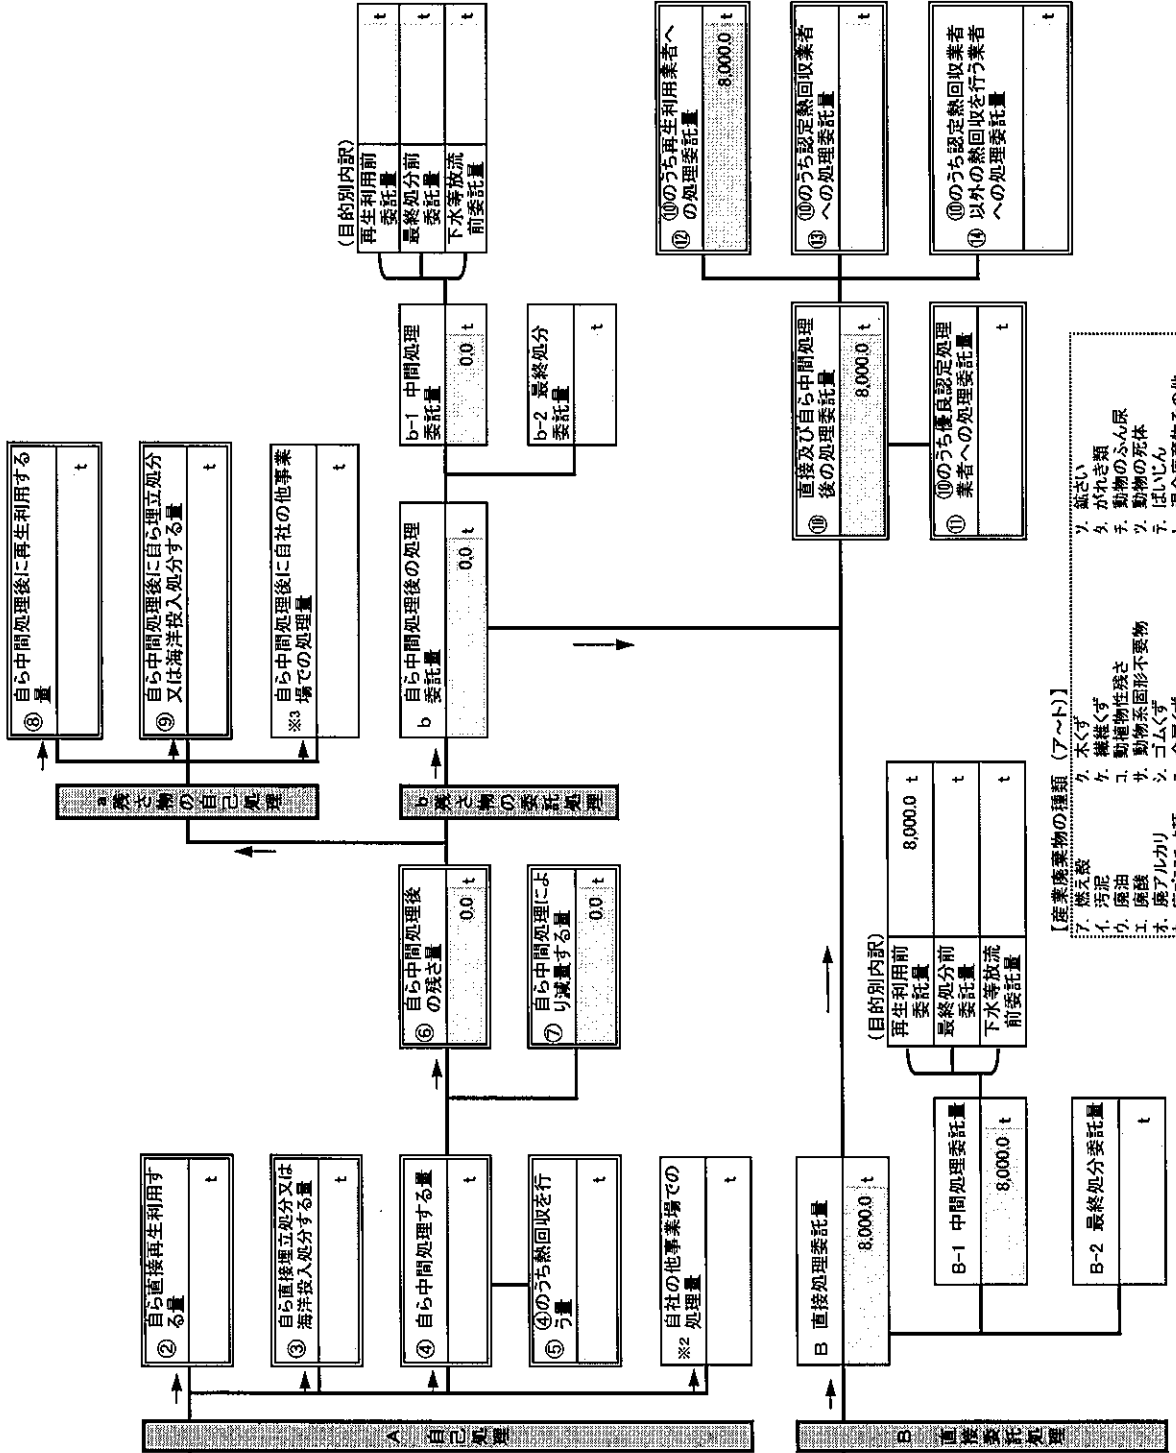 A 自己処理
② 自ら直接再生利用す
る量
t
③ 自ら直接埋立処分又は
海洋投入処分する量
t
④ 自ら中間処理する量
t
⑤ ④のうち熱回収を行
う量
t
※2 自社の他事業場での
処理量
t
⑥ 自ら中間処理後
の残さ量
0.0 t
⑦ 自ら中間処理によ
り減量する量
0.0 t
a 残さ物の自己処理
⑧ 自ら中間処理後に再生利用する
量
t
⑨ 自ら中間処理後に自ら埋立処分
又は海洋投入処分する量
t
※3 自ら中間処理後に自社の他事業
場での処理量
t
b 残さ物の委託処理
b 自ら中間処理後の処理
委託量
0.0 t
b-1 中間処理
委託量
0.0 t
b-2 最終処分
委託量
t
(目的別内訳)
再生利用前
委託量
t
最終処分前
委託量
t
下水等放流
前委託量
t
B 直接委託処理
B 直接処理委託量
8,000.0 t
B-1 中間処理委託量
8,000.0 t
B-2 最終処分委託量
t
(目的別内訳)
再生利用前
委託量
8,000.0 t
最終処分前
委託量
t
下水等放流
前委託量
t
⑩ 直接及び自ら中間処理
後の処理委託量
8,000.0 t
⑪ ⑩のうち優良認定処理
業者への処理委託量
t
⑫ ⑩のうち再生利用業者へ
の処理委託量
8,000.0 t
⑬ ⑩のうち認定熱回収業者
への処理委託量
t
⑭ ⑩のうち認定熱回収業者
以外の熱回収を行う業者
への処理委託量
t
【産業廃棄物の種類 (ア～ト)】
ア. 燃え殻
イ. 汚泥
ウ. 廃油
エ. 廃酸
オ. 廃アルカリ
ク. 木くず
ケ. 繊維くず
コ. 動植物性残さ
サ. 動物系固形不要物
シ. ゴムくず
ソ. 鉱さい
タ. がれき類
チ. 動物のふん尿
ツ. 動物の死体
テ. ばいじん